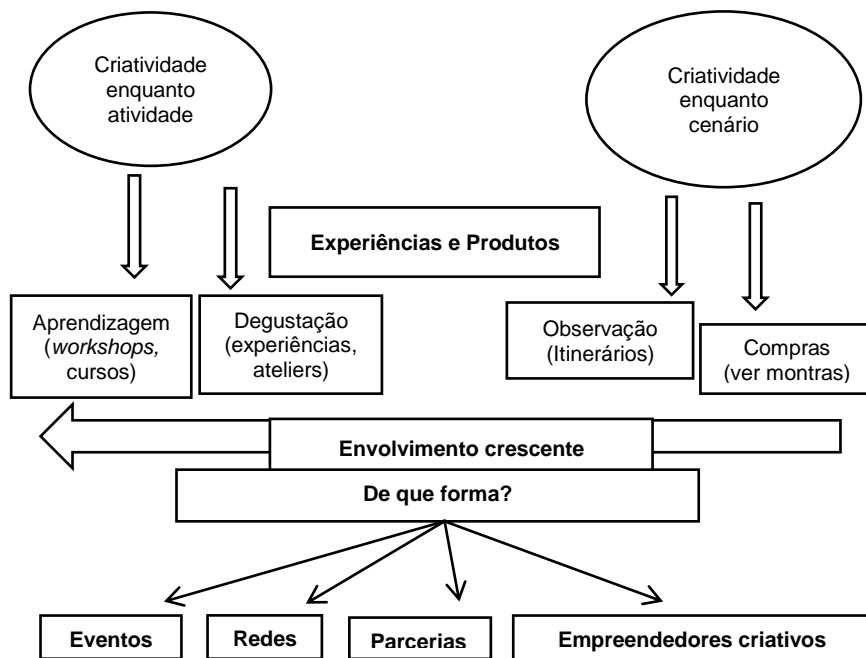 Criatividade
enquanto
atividade
Criatividade
enquanto
cenário
Experiências e Produtos
Aprendizagem
(workshops,
cursos)
Degustação
(experiências,
ateliers)
Observação
(Itinerários)
Compras
(ver montras)
Envolvimento crescente
De que forma?
Eventos
Redes
Parcerias
Empreendedores criativos